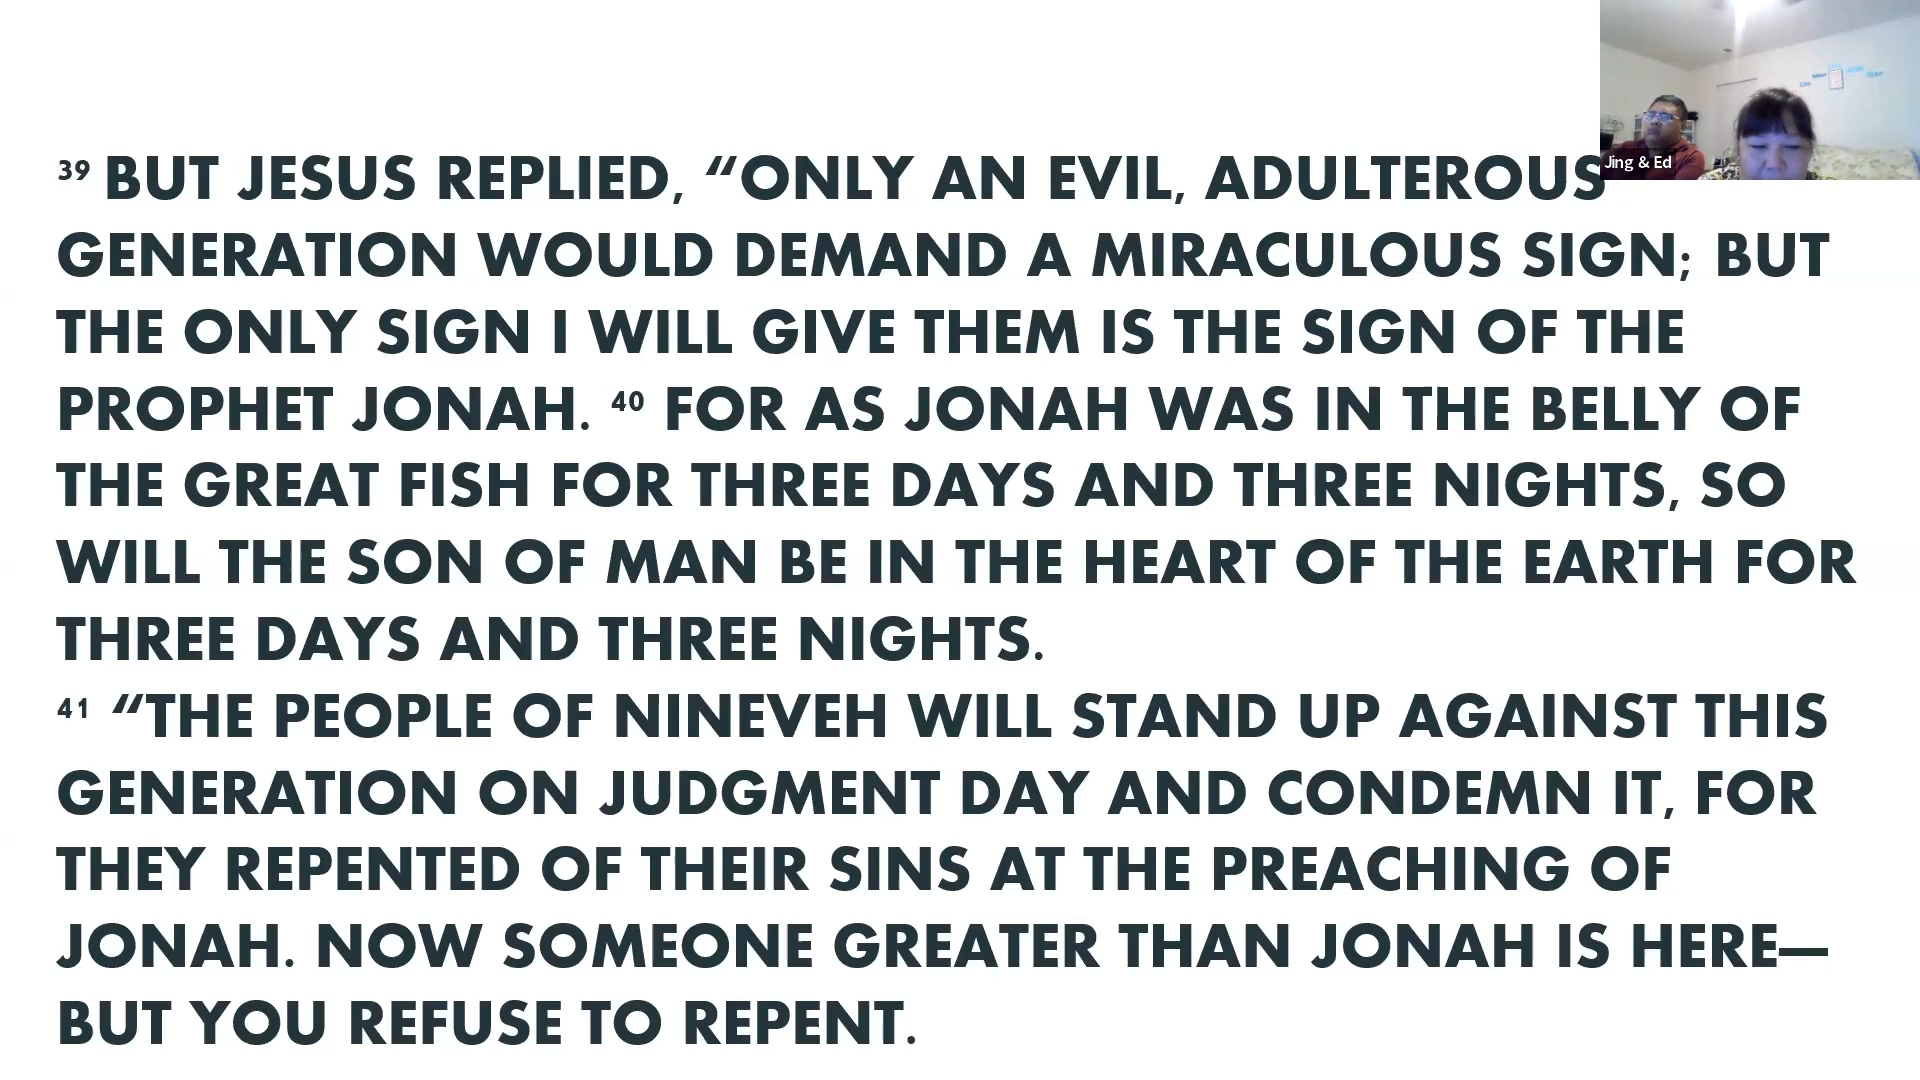 39 BUT JESUS REPLIED, “ONLY AN EVIL, ADULTEROUS
GENERATION WOULD DEMAND A MIRACULOUS SIGN; BUT
THE ONLY SIGN I WILL GIVE THEM IS THE SIGN OF THE
PROPHET JONAH. 40 FOR AS JONAH WAS IN THE BELLY OF
THE GREAT FISH FOR THREE DAYS AND THREE NIGHTS, SO
WILL THE SON OF MAN BE IN THE HEART OF THE EARTH FOR
THREE DAYS AND THREE NIGHTS.
41 “THE PEOPLE OF NINEVEH WILL STAND UP AGAINST THIS
GENERATION ON JUDGMENT DAY AND CONDEMN IT, FOR
THEY REPENTED OF THEIR SINS AT THE PREACHING OF
JONAH. NOW SOMEONE GREATER THAN JONAH IS HERE—
BUT YOU REFUSE TO REPENT.
Jing & Ed